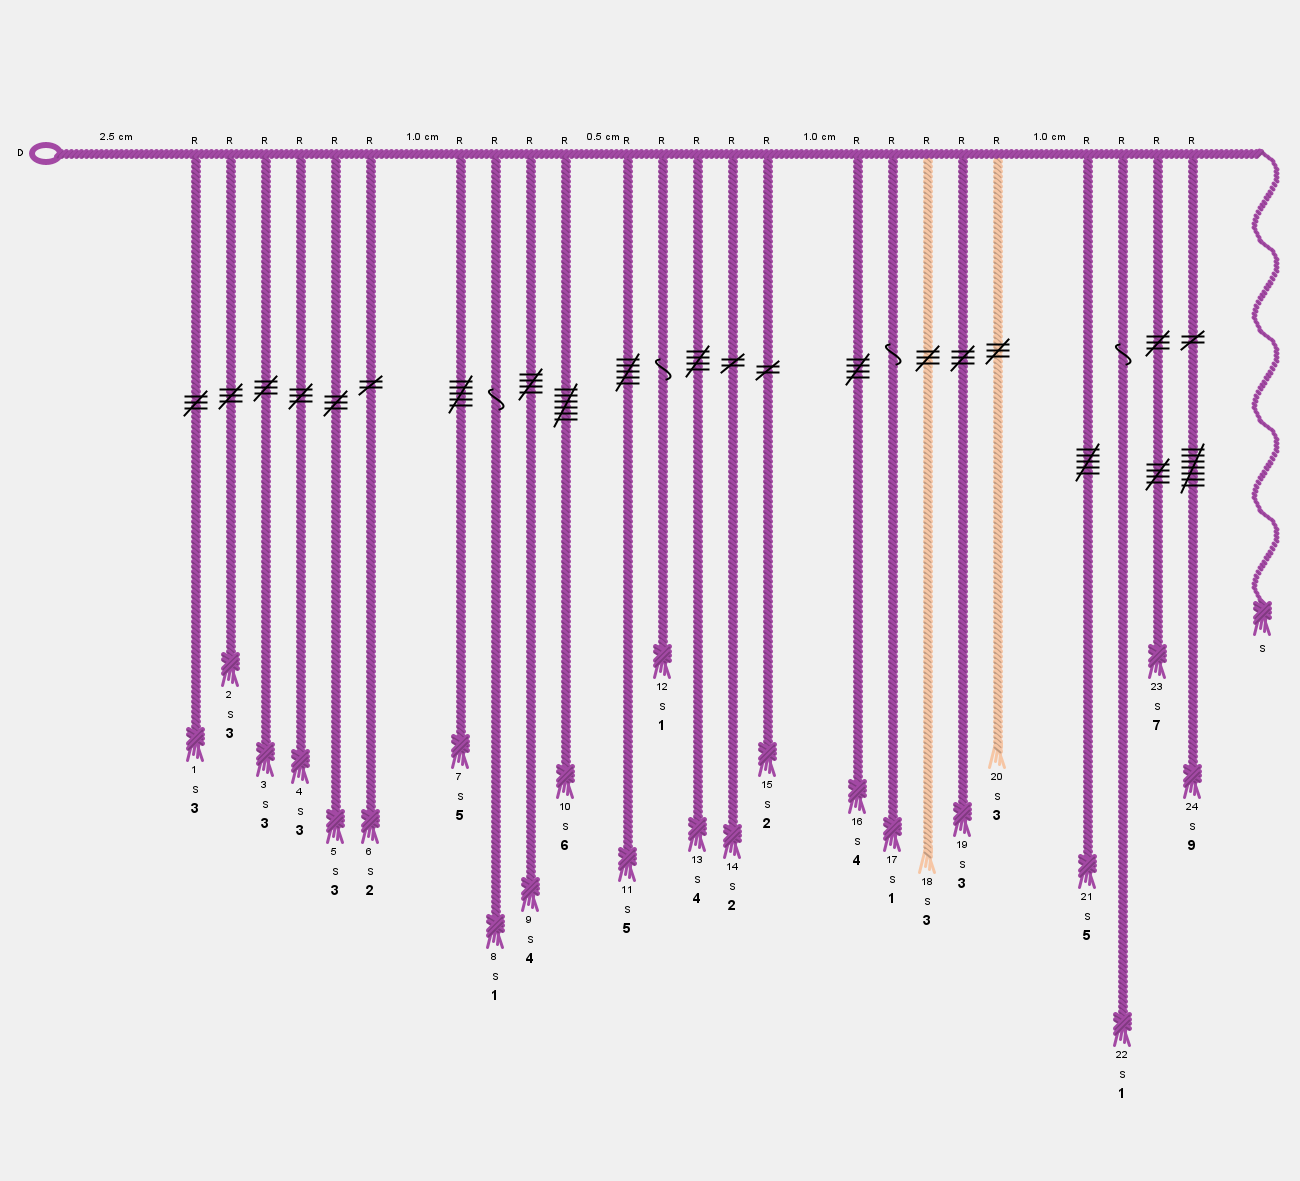 2.5 cm 1.0 cm 0.5 cm 1.0 cm 1.0 cm
R R R R R R R R R R R R R R R R R R R R R R R R
D
S
1 S 3
2 S 3
3 S 3
4 S 3
5 S 3
6 S 2
7 S 5
8 S 1
9 S 4
10 S 6
11 S 5
12 S 1
13 S 4
14 S 2
15 S 2
16 S 4
17 S 1
18 S 3
19 S 3
20 S 3
21 S 5
22 S 1
23 S 7
24 S 9